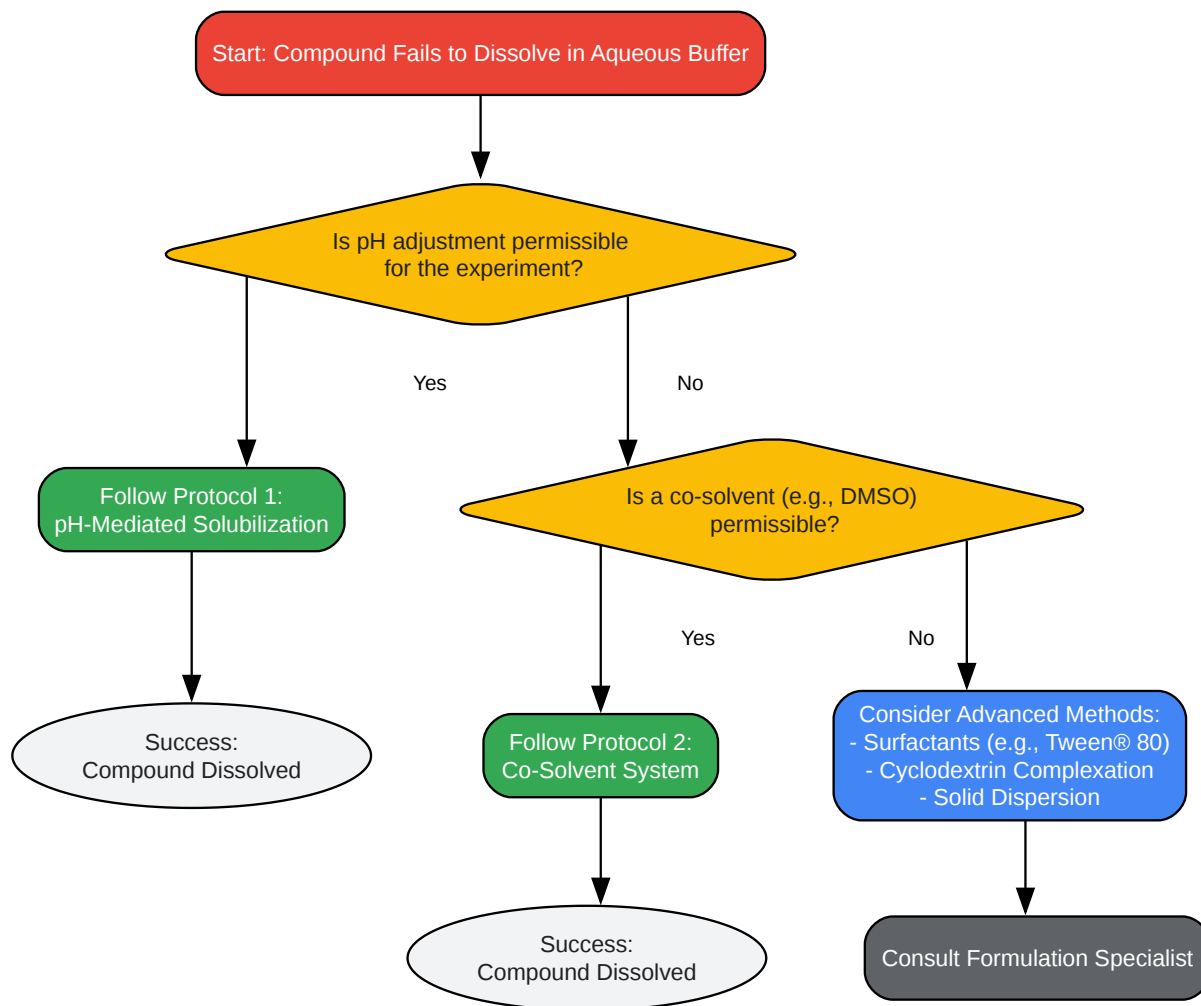 Start: Compound Fails to Dissolve in Aqueous Buffer
Is pH adjustment permissible
for the experiment?
Yes
No
Follow Protocol 1:
pH-Mediated Solubilization
Is a co-solvent (e.g., DMSO)
permissible?
Yes
No
Success:
Compound Dissolved
Follow Protocol 2:
Co-Solvent System
Consider Advanced Methods:
- Surfactants (e.g., Tween® 80)
- Cyclodextrin Complexation
- Solid Dispersion
Success:
Compound Dissolved
Consult Formulation Specialist